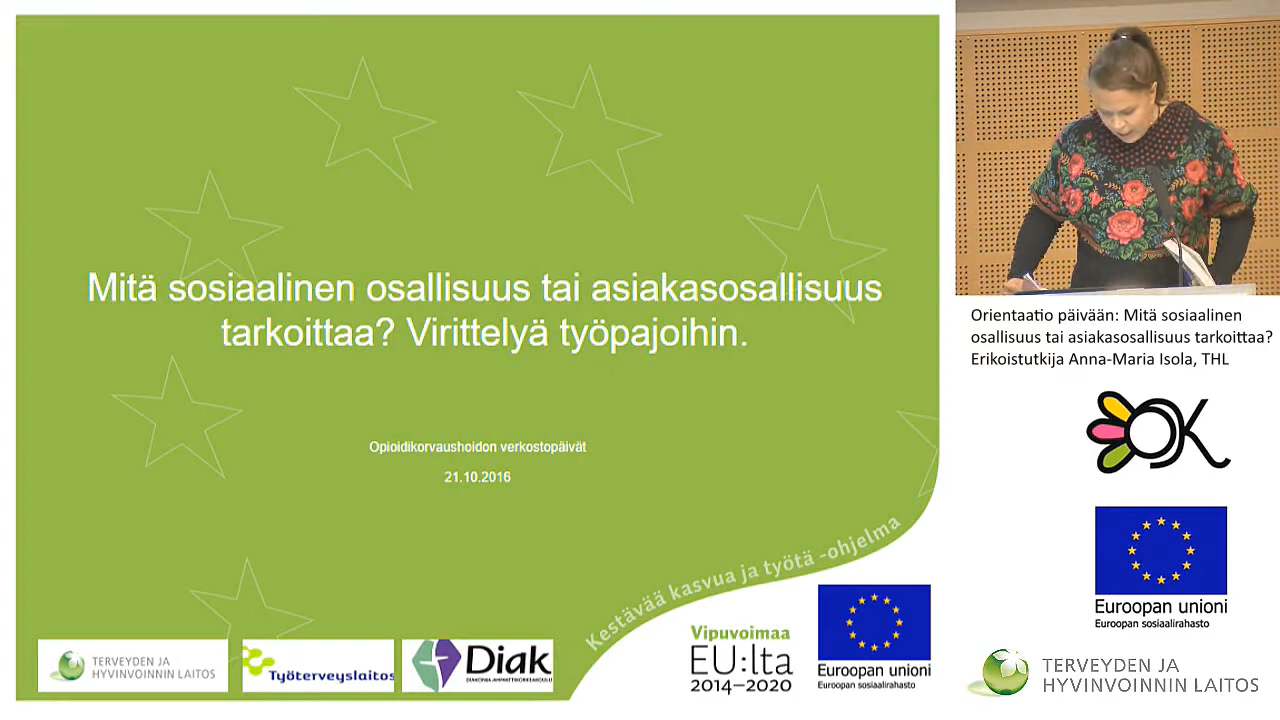 Mitä sosiaalinen osallisuus tai asiakasosallisuus
tarkoittaa? Virittelyä työpajoihin.
Opioidikorvaushoidon verkostopäivät
21.10.2016
Kestävää kasvua ja työtä -ohjelma
TERVEYDEN JA
HYVINVOINNIN LAITOS
Työterveyslaitos
Diak
DIAKONIA-AMMATTIKORKEAKOULU
Vipuvoimaa
EU:lta
2014–2020
Euroopan unioni
Euroopan sosiaalirahasto
Orientaatio päivään: Mitä sosiaalinen
osallisuus tai asiakasosallisuus tarkoittaa?
Erikoistutkija Anna-Maria Isola, THL
OK
Euroopan unioni
Euroopan sosiaalirahasto
TERVEYDEN JA
HYVINVOINNIN LAITOS